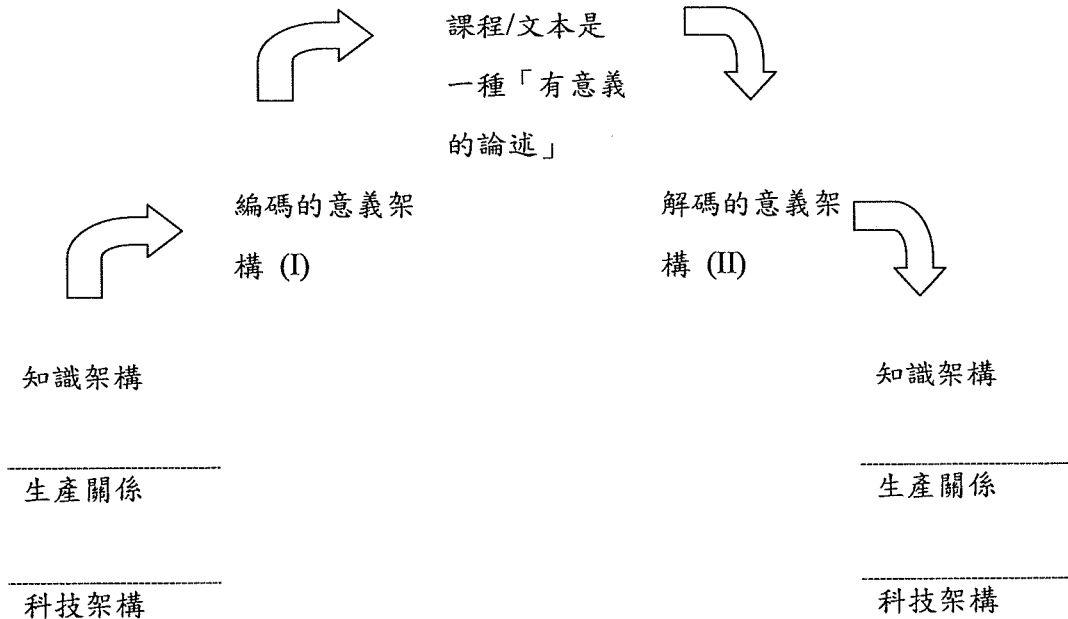 課程/文本是
一種「有意義
的論述」
編碼的意義架
構 (I)
解碼的意義架
構 (II)
知識架構
生產關係
科技架構
知識架構
生產關係
科技架構